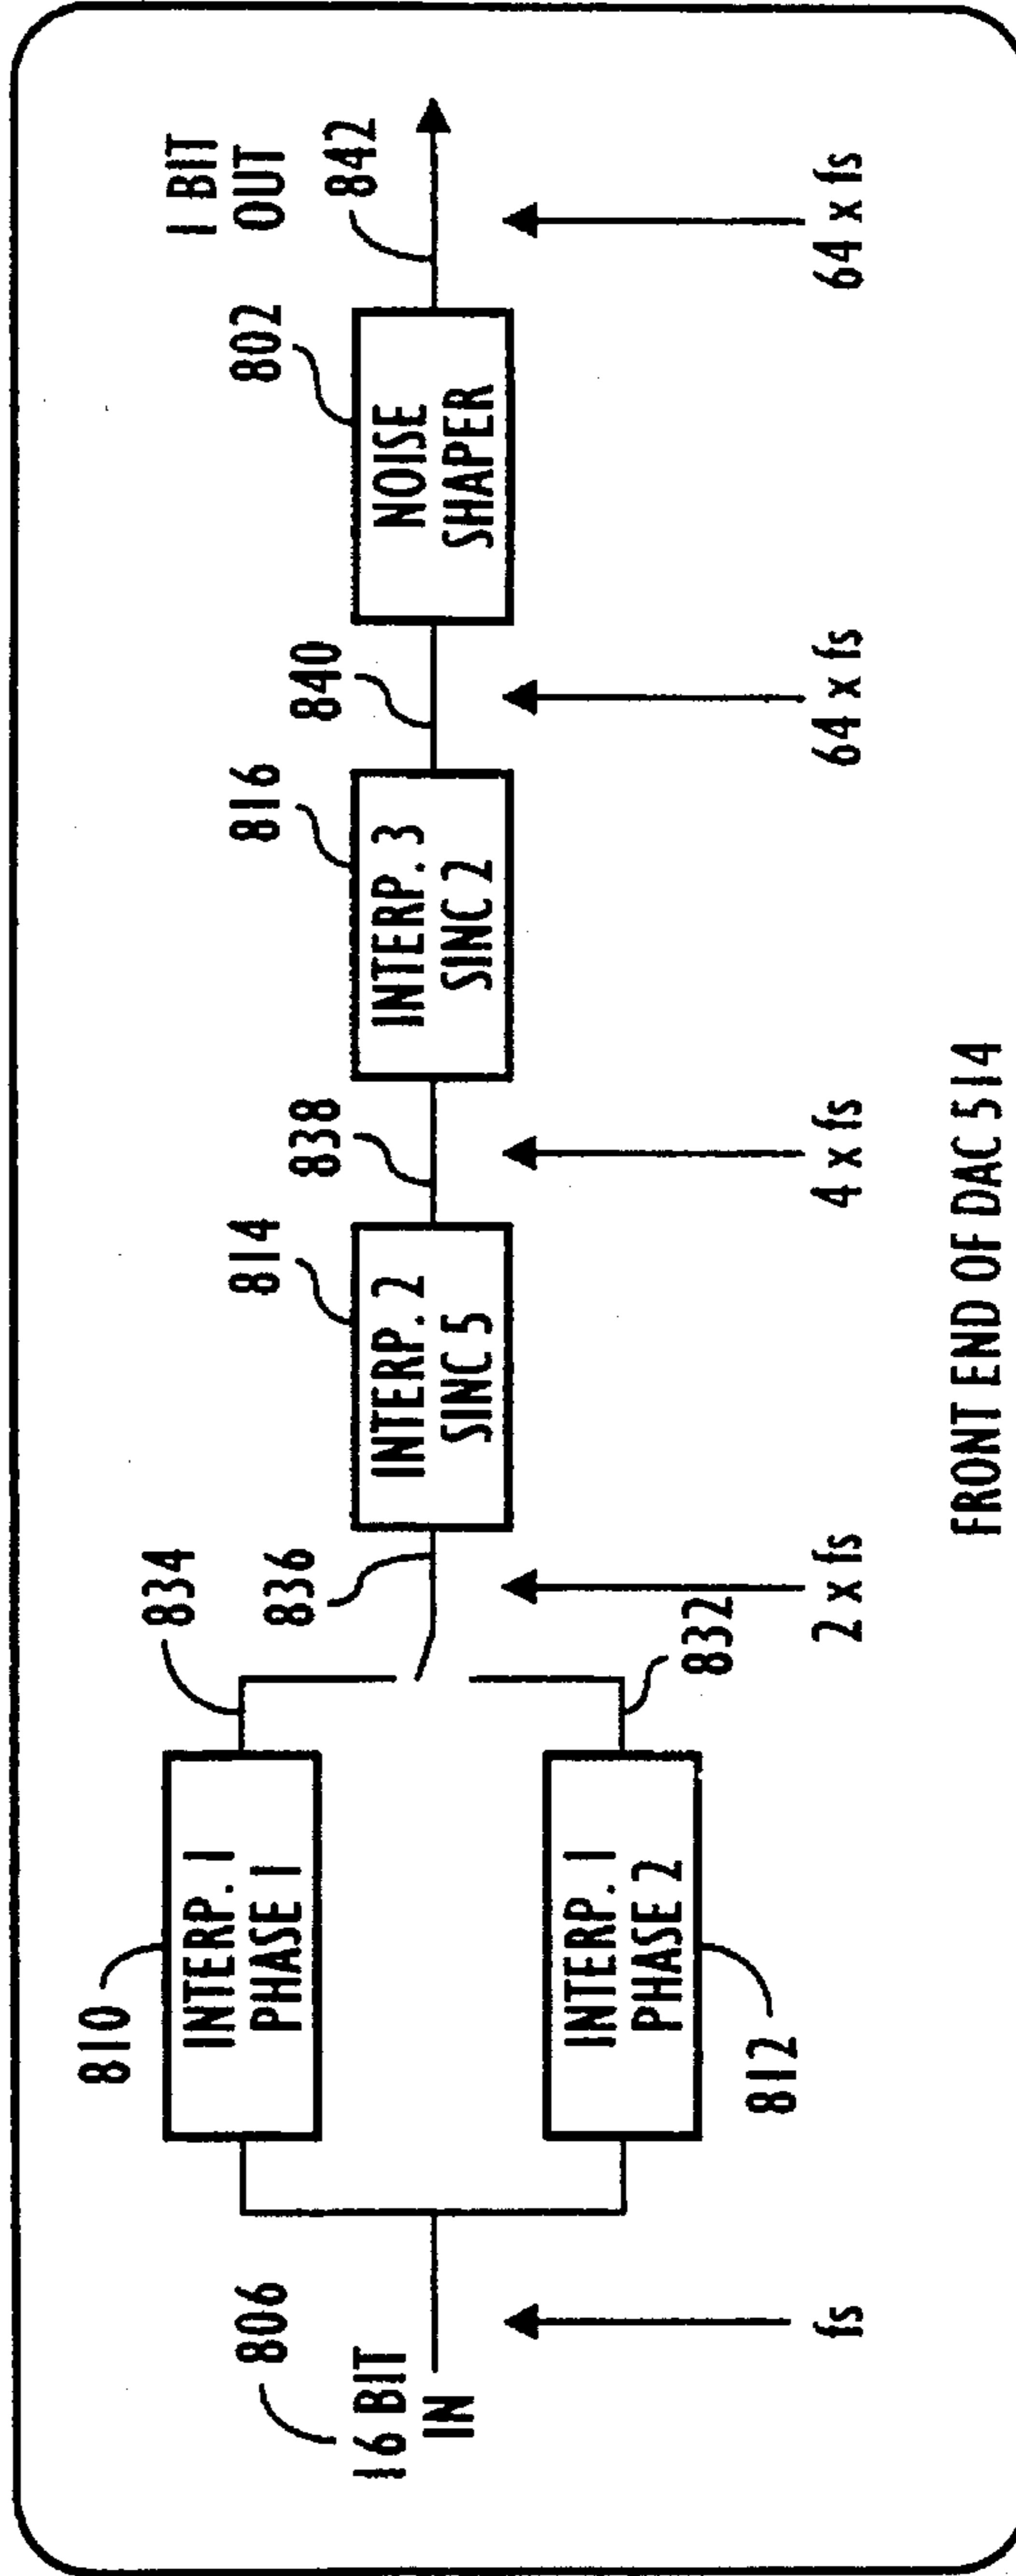 806
16 BIT
IN
fs
810
INTERP. 1
PHASE 1
INTERP. 1
PHASE 2
812
834
832
836
2 x fs
814
INTERP. 2
SINC 5
838
4 x fs
816
INTERP. 3
SINC 2
840
64 x fs
802
NOISE
SHAPER
1 BIT
OUT
842
64 x fs
FRONT END OF DAC 514